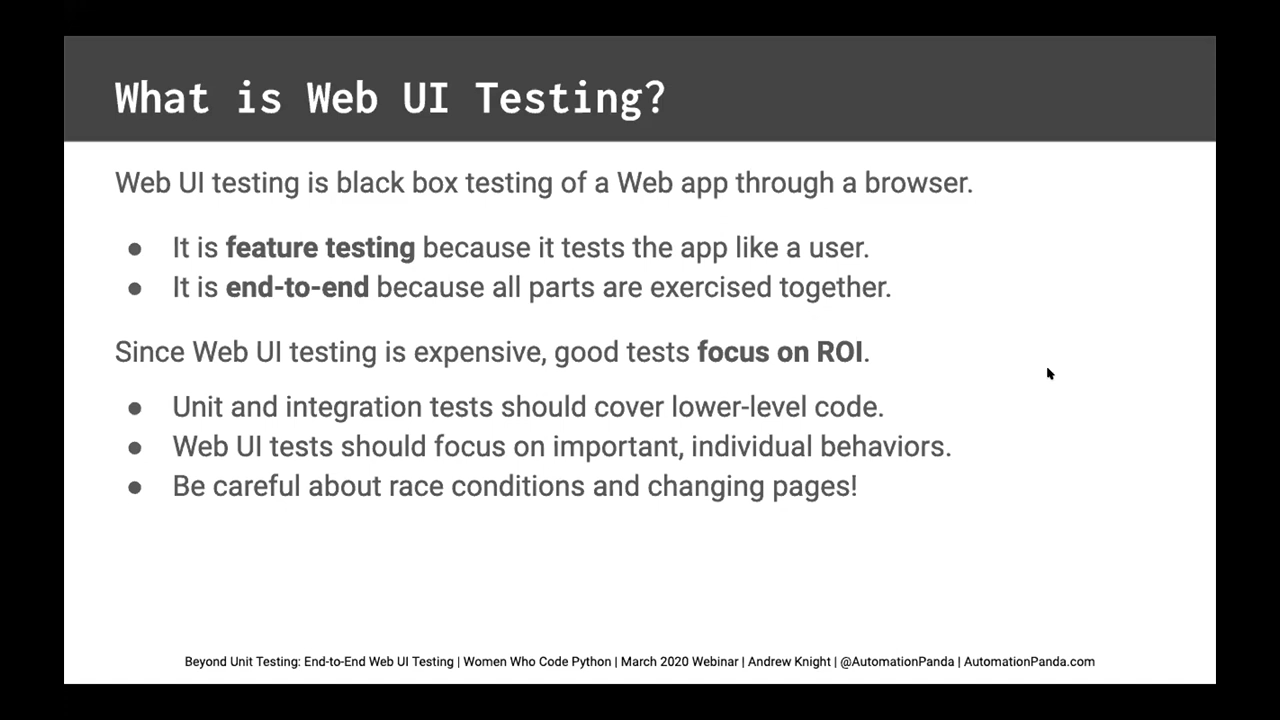 What is Web UI Testing?
Web UI testing is black box testing of a Web app through a browser.
● It is feature testing because it tests the app like a user.
● It is end-to-end because all parts are exercised together.
Since Web UI testing is expensive, good tests focus on ROI.
● Unit and integration tests should cover lower-level code.
● Web UI tests should focus on important, individual behaviors.
● Be careful about race conditions and changing pages!
Beyond Unit Testing: End-to-End Web UI Testing | Women Who Code Python | March 2020 Webinar | Andrew Knight | @AutomationPanda | AutomationPanda.com